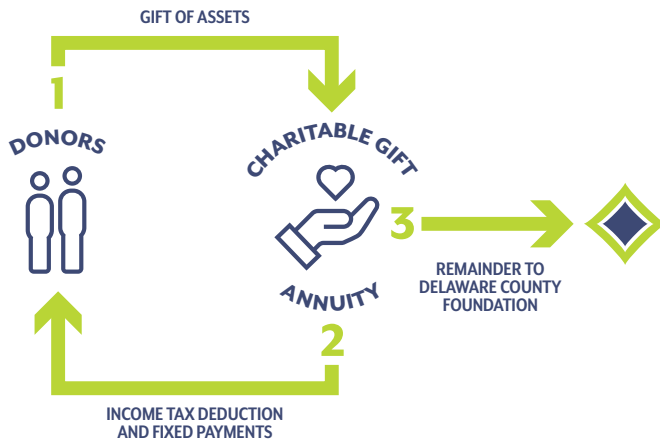 GIFT OF ASSETS
1
DONORS
CHARITABLE GIFT
ANNUITY
3
REMAINDER TO
DELAWARE COUNTY
FOUNDATION
2
INCOME TAX DEDUCTION
AND FIXED PAYMENTS